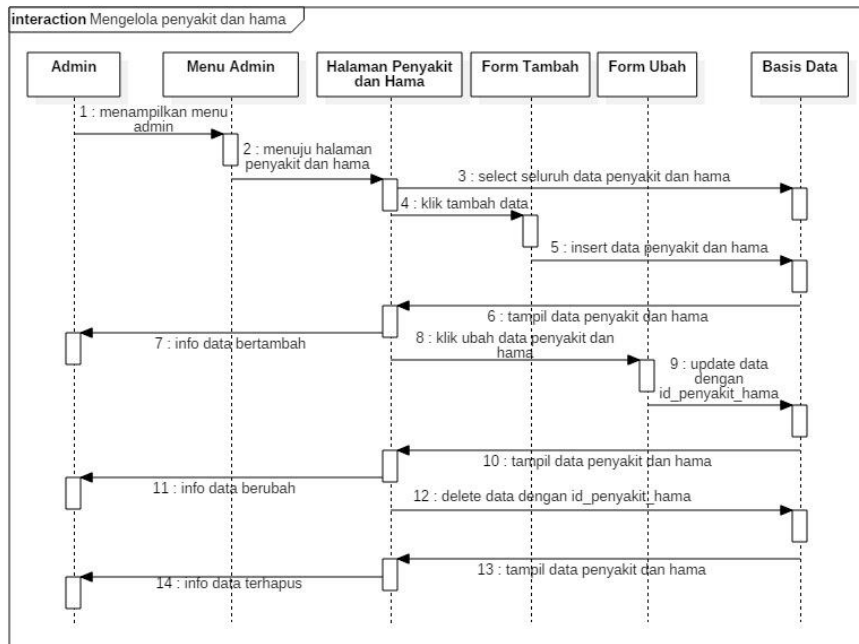 interaction Mengelola penyakit dan hama
Admin
Menu Admin
Halaman Penyakit
dan Hama
Form Tambah
Form Ubah
Basis Data
1 : menampilkan menu
admin
2 : menuju halaman
penyakit dan hama
3 : select seluruh data penyakit dan hama
4 : klik tambah data
5 : insert data penyakit dan hama
6 : tampil data penyakit dan hama
7 : info data bertambah
8 : klik ubah data penyakit dan
hama
9 : update data
dengan
id_penyakit_hama
10 : tampil data penyakit dan hama
11 : info data berubah
12 : delete data dengan id_penyakit_hama
13 : tampil data penyakit dan hama
14 : info data terhapus